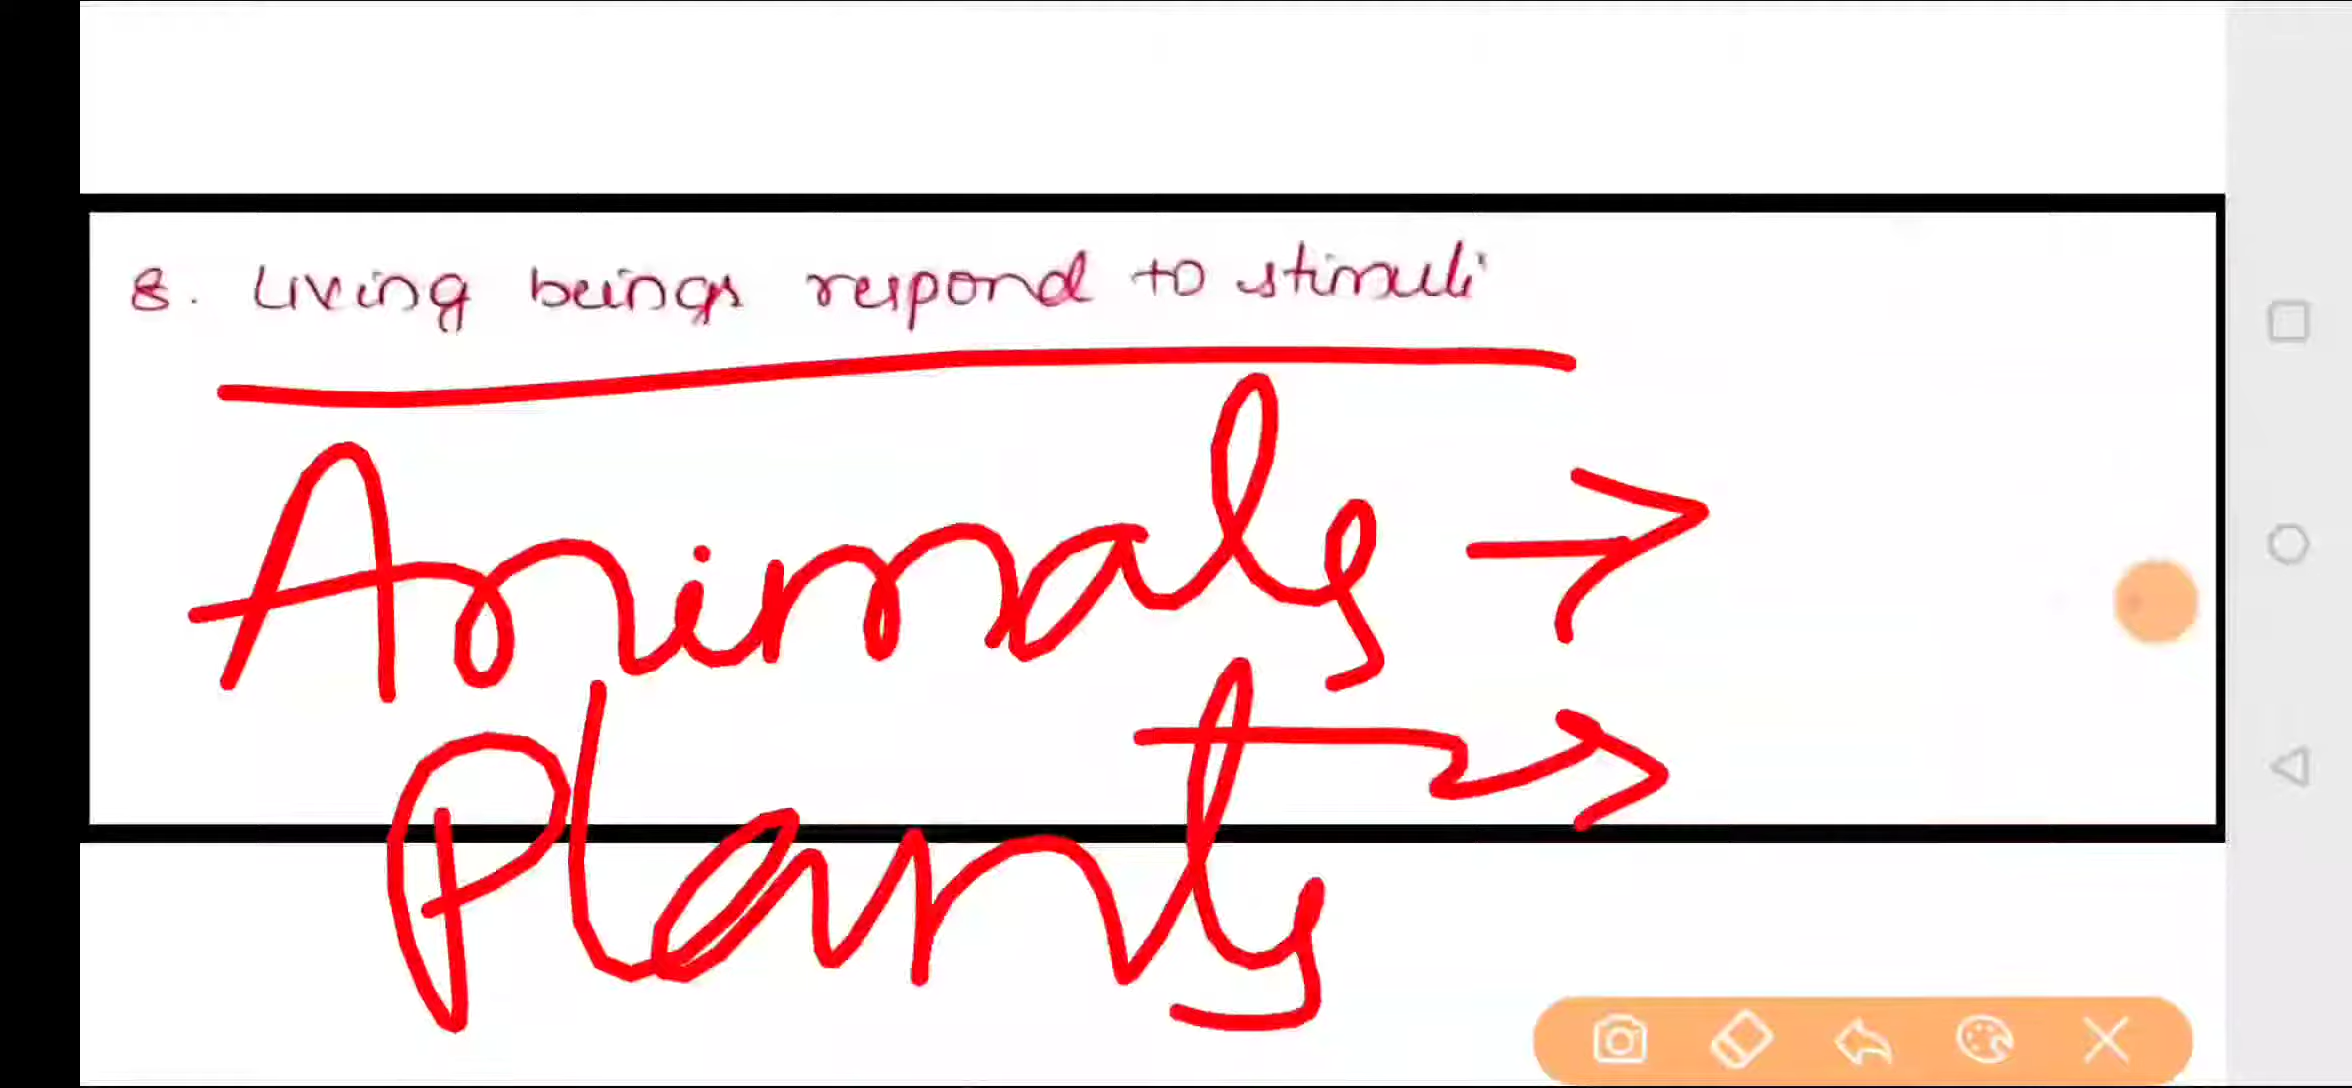 8. Living beings respond to stimuli
Animals →
Plants →